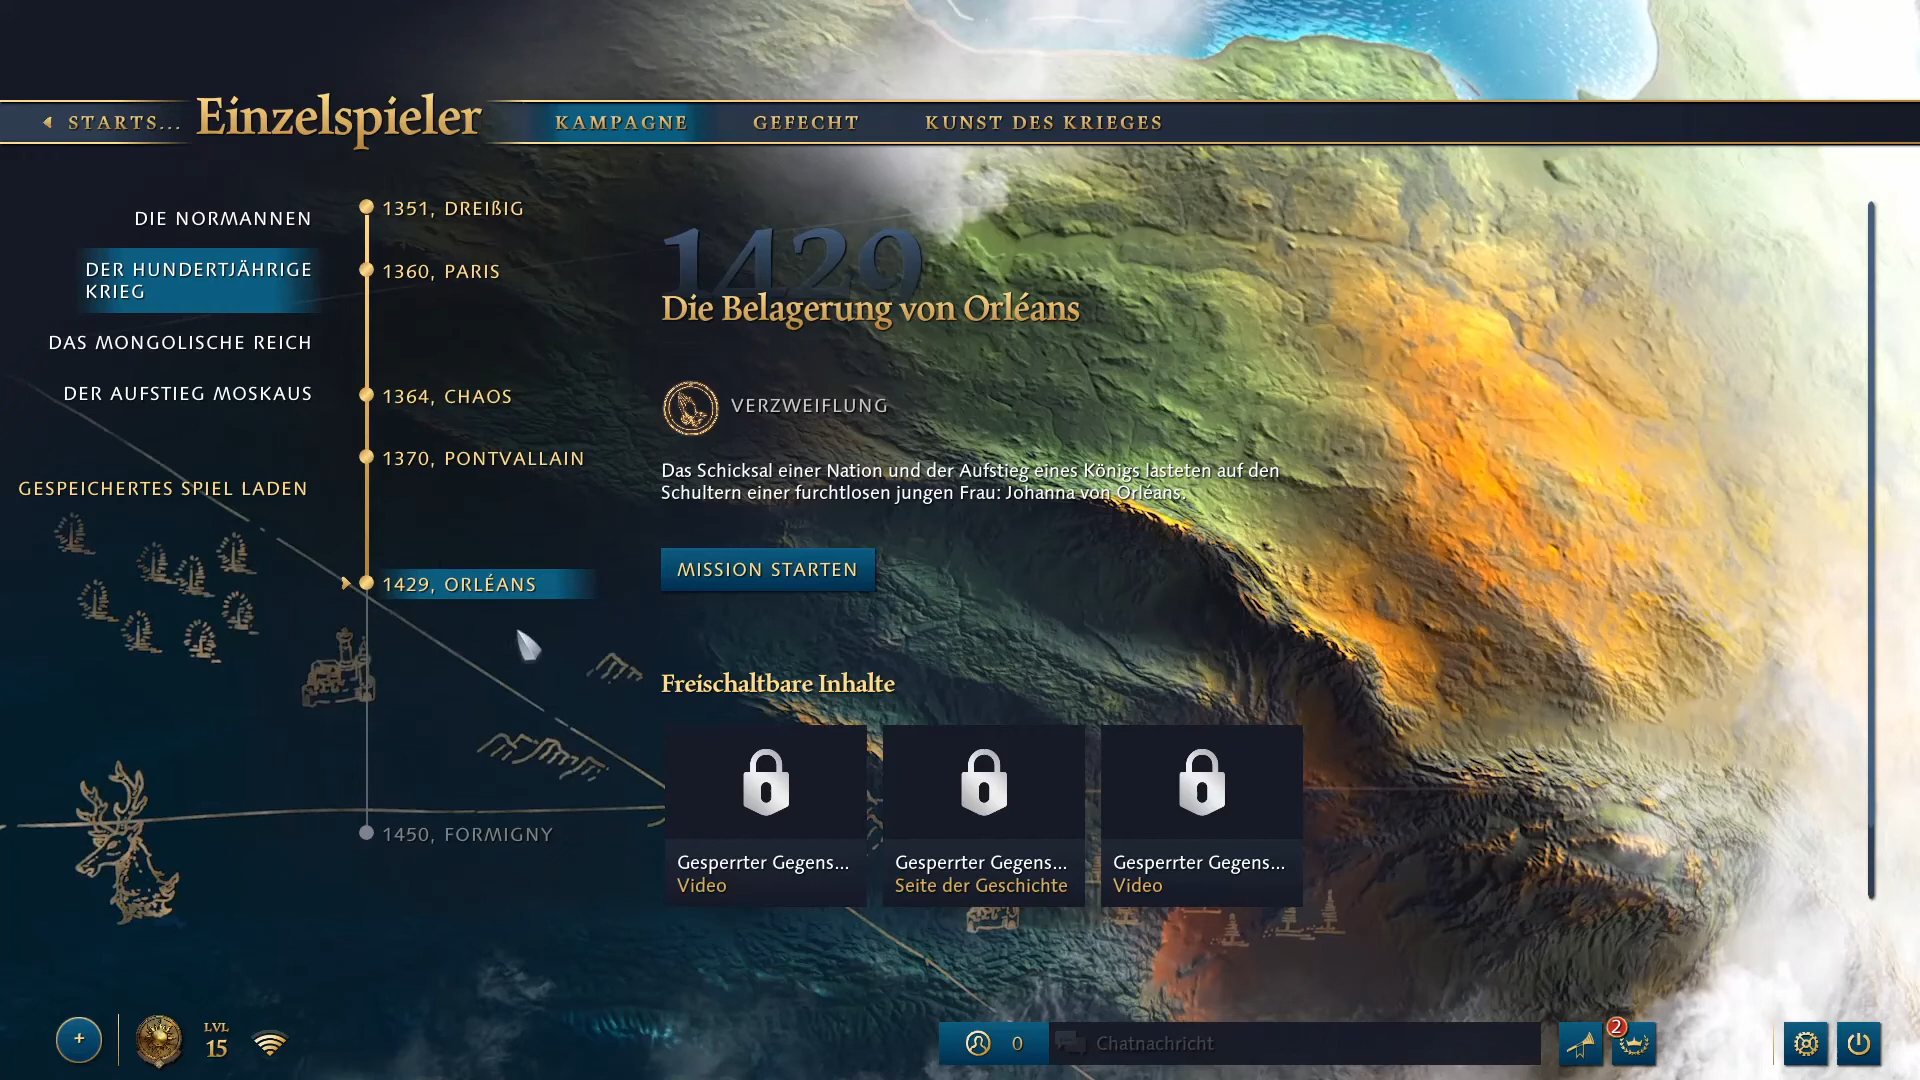 STARTS...
Einzelspieler
KAMPAGNE
GEFECHT
KUNST DES KRIEGES
DIE NORMANNEN
DER HUNDERTJÄHRIGE
KRIEG
DAS MONGOLISCHE REICH
DER AUFSTIEG MOSKAUS
GESPEICHERTES SPIEL LADEN
1351, DREIßIG
1360, PARIS
1364, CHAOS
1370, PONTVALLAIN
1429, ORLÉANS
1450, FORMIGNY
1429
Die Belagerung von Orléans
VERZWEIFLUNG
Das Schicksal einer Nation und der Aufstieg eines Königs lasteten auf den
Schultern einer furchtlosen jungen Frau: Johanna von Orléans.
MISSION STARTEN
Freischaltbare Inhalte
Gesperrter Gegens...
Video
Gesperrter Gegens...
Seite der Geschichte
Gesperrter Gegens...
Video
LVL
15
0
Chatnachricht
2